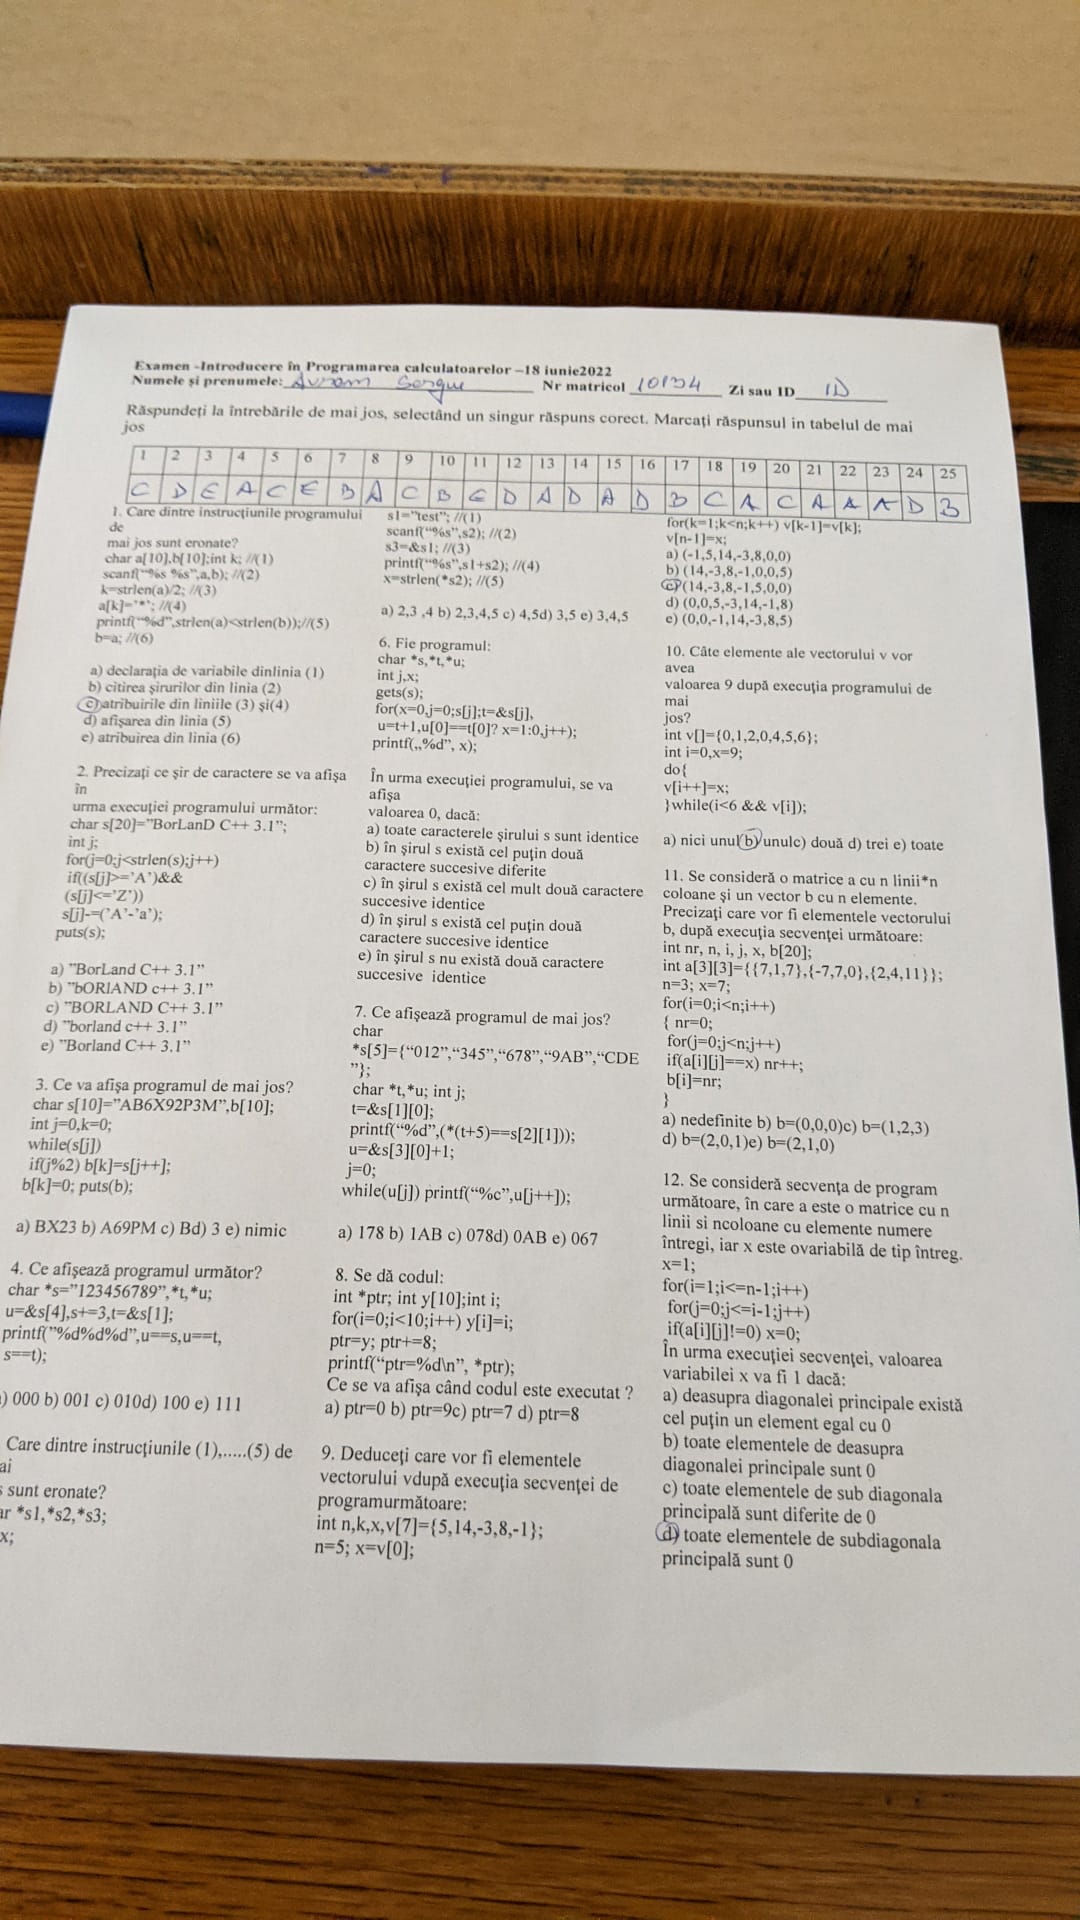 Examen -Introducere în Programarea calculatoarelor –18 iunie2022
Numele și prenumele: Avram Nr matricol 10134 Zi sau ID ID
Răspundeți la întrebările de mai jos, selectând un singur răspuns corect. Marcați răspunsul in tabelul de mai
jos
1 2 3 4 5 6 7 8 9 10 11 12 13 14 15 16 17 18 19 20 21 22 23 24 25
C D E A C E B A C B E D A D A D B C A C A A A D B
1. Care dintre instrucțiunile programului
de
mai jos sunt eronate?
char a[10],b[10];int k; //(1)
scanf("%s %s",a,b); //(2)
k=strlen(a)/2; //(3)
a[k]='*'; //(4)
printf("%d",strlen(a)<strlen(b));//(5)
b=a; //(6)
a) declarația de variabile dinlinia (1)
b) citirea șirurilor din linia (2)
c) atribuirile din liniile (3) și(4)
d) afișarea din linia (5)
e) atribuirea din linia (6)
2. Precizați ce șir de caractere se va afișa
în
urma execuției programului următor:
char s[20]="BorLanD C++ 3.1";
int j;
for(j=0;j<strlen(s);j++)
if((s[j]>='A')&&
(s[j]<='Z'))
s[j]-=('A'-'a');
puts(s);
a) "BorLand C++ 3.1"
b) "bORlAND c++ 3.1"
c) "BORLAND C++ 3.1"
d) "borland c++ 3.1"
e) "Borland C++ 3.1"
3. Ce va afișa programul de mai jos?
char s[10]="AB6X92P3M",b[10];
int j=0,k=0;
while(s[j])
if(j%2) b[k]=s[j++];
b[k]=0; puts(b);
a) BX23 b) A69PM c) Bd) 3 e) nimic
4. Ce afișează programul următor?
char *s="123456789",*t,*u;
u=&s[4],s+=3,t=&s[1];
printf("%d%d%d",u==s,u==t,
s==t);
) 000 b) 001 c) 010d) 100 e) 111
Care dintre instrucțiunile (1),.....(5) de
ai
s sunt eronate?
ar *s1,*s2,*s3;
x;
s1="test"; //(1)
scanf("%s",s2); //(2)
s3=&s1; //(3)
printf("%s",s1+s2); //(4)
x=strlen(*s2); //(5)
a) 2,3 ,4 b) 2,3,4,5 c) 4,5d) 3,5 e) 3,4,5
6. Fie programul:
char *s,*t,*u;
int j,x;
gets(s);
for(x=0,j=0;s[j];t=&s[j],
u=t+1,u[0]==t[0]? x=1:0,j++);
printf(„%d", x);
În urma execuției programului, se va
afișa
valoarea 0, dacă:
a) toate caracterele șirului s sunt identice
b) în șirul s există cel puțin două
caractere succesive diferite
c) în șirul s există cel mult două caractere
succesive identice
d) în șirul s există cel puțin două
caractere succesive identice
e) în șirul s nu există două caractere
succesive identice
7. Ce afișează programul de mai jos?
char
*s[5]={"012","345","678","9AB","CDE
"};
char *t,*u; int j;
t=&s[1][0];
printf("%d",(*(t+5)==s[2][1]));
u=&s[3][0]+1;
j=0;
while(u[j]) printf("%c",u[j++]);
a) 178 b) 1AB c) 078d) 0AB e) 067
8. Se dă codul:
int *ptr; int y[10];int i;
for(i=0;i<10;i++) y[i]=i;
ptr=y; ptr+=8;
printf("ptr=%d\n", *ptr);
Ce se va afișa când codul este executat ?
a) ptr=0 b) ptr=9c) ptr=7 d) ptr=8
9. Deduceți care vor fi elementele
vectorului vdupă execuția secvenței de
programurmătoare:
int n,k,x,v[7]={5,14,-3,8,-1};
n=5; x=v[0];
for(k=1;k<n;k++) v[k-1]=v[k];
v[n-1]=x;
a) (-1,5,14,-3,8,0,0)
b) (14,-3,8,-1,0,0,5)
c) (14,-3,8,-1,5,0,0)
d) (0,0,5,-3,14,-1,8)
e) (0,0,-1,14,-3,8,5)
10. Câte elemente ale vectorului v vor
avea
valoarea 9 după execuția programului de
mai
jos?
int v[]={0,1,2,0,4,5,6};
int i=0,x=9;
do{
v[i++]=x;
}while(i<6 && v[i]);
a) nici unul b) unulc) două d) trei e) toate
11. Se consideră o matrice a cu n linii*n
coloane și un vector b cu n elemente.
Precizați care vor fi elementele vectorului
b, după execuția secvenței următoare:
int nr, n, i, j, x, b[20];
int a[3][3]={{7,1,7},{-7,7,0},{2,4,11}};
n=3; x=7;
for(i=0;i<n;i++)
{ nr=0;
for(j=0;j<n;j++)
if(a[i][j]==x) nr++;
b[i]=nr;
}
a) nedefinite b) b=(0,0,0)c) b=(1,2,3)
d) b=(2,0,1)e) b=(2,1,0)
12. Se consideră secvența de program
următoare, în care a este o matrice cu n
linii si ncoloane cu elemente numere
întregi, iar x este ovariabilă de tip întreg.
x=1;
for(i=1;i<=n-1;i++)
for(j=0;j<=i-1;j++)
if(a[i][j]!=0) x=0;
În urma execuției secvenței, valoarea
variabilei x va fi 1 dacă:
a) deasupra diagonalei principale există
cel puțin un element egal cu 0
b) toate elementele de deasupra
diagonalei principale sunt 0
c) toate elementele de sub diagonala
principală sunt diferite de 0
d) toate elementele de subdiagonala
principală sunt 0